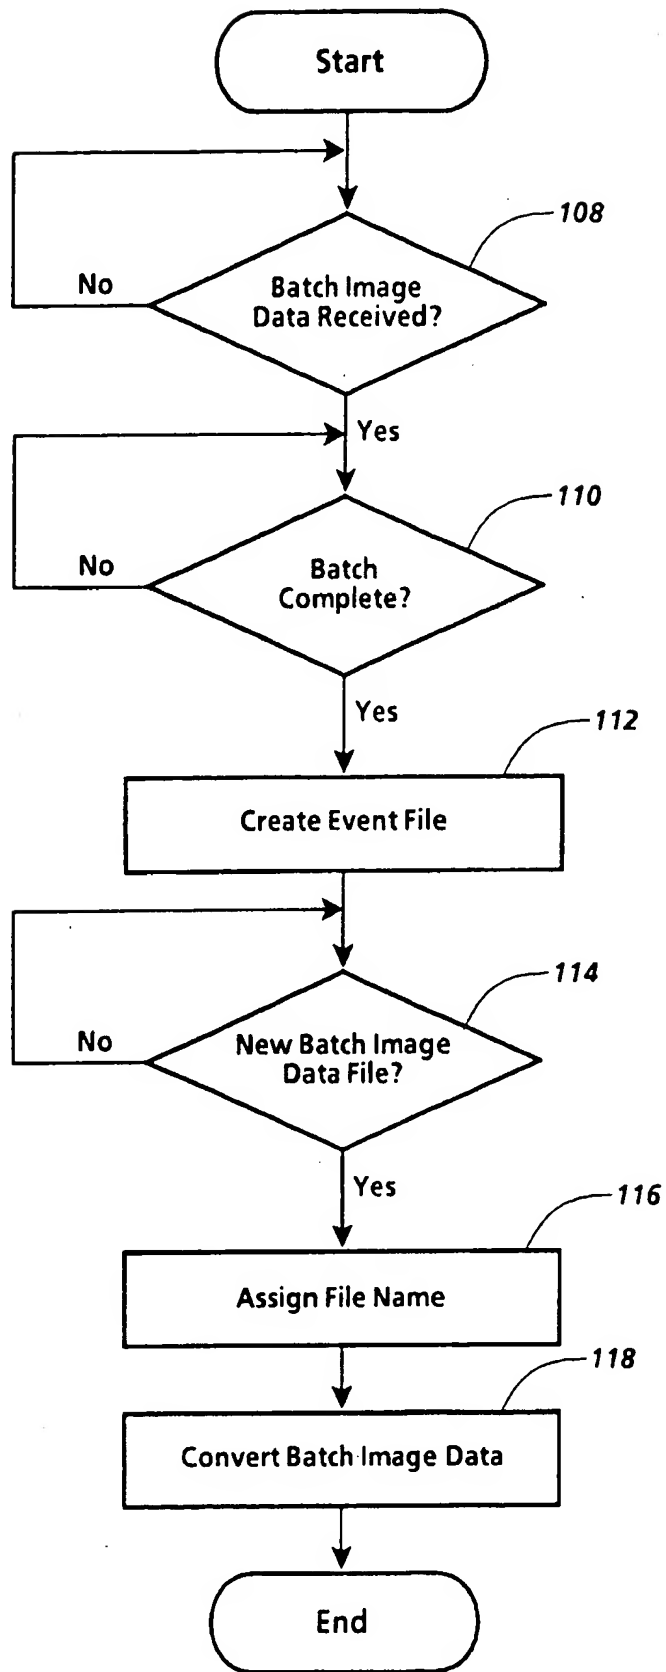 Start
108
No
Batch Image
Data Received?
Yes
110
No
Batch
Complete?
Yes
112
Create Event File
114
No
New Batch Image
Data File?
Yes
116
Assign File Name
118
Convert Batch Image Data
End